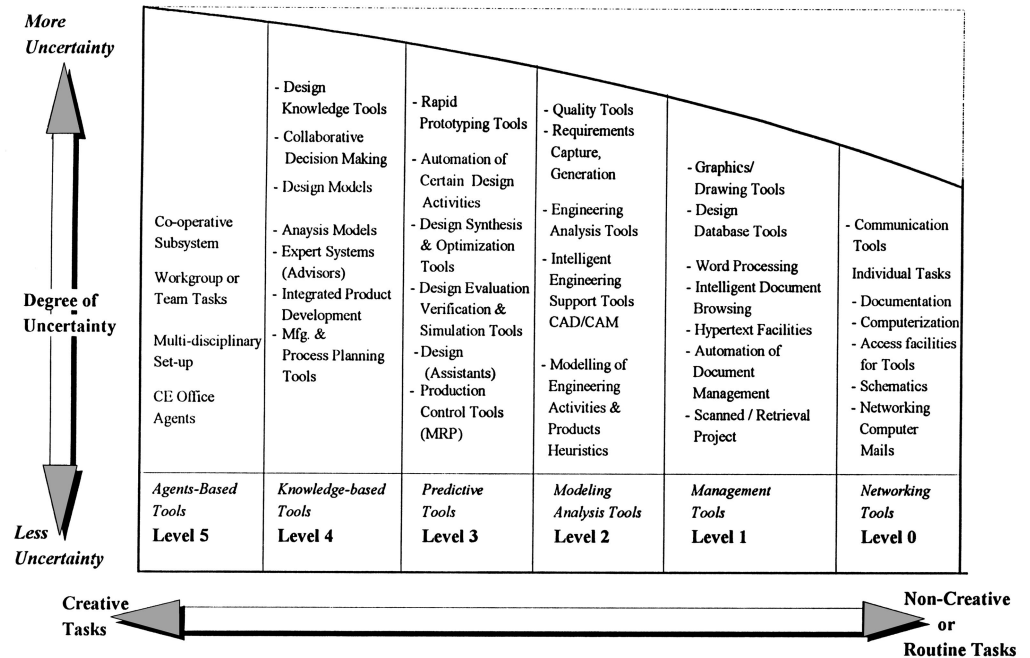 More
Uncertainty
Degree of
Uncertainty
Less
Uncertainty
Co-operative
Subsystem
Workgroup or
Team Tasks
Multi-disciplinary
Set-up
CE Office
Agents
Agents-Based
Tools
Level 5
- Design
Knowledge Tools
- Collaborative
Decision Making
- Design Models
- Anaysis Models
- Expert Systems
(Advisors)
- Integrated Product
Development
- Mfg. &
Process Planning
Tools
Knowledge-based
Tools
Level 4
- Rapid
Prototyping Tools
- Automation of
Certain Design
Activities
- Design Synthesis
& Optimization
Tools
- Design Evaluation
Verification &
Simulation Tools
- Design
(Assistants)
- Production
Control Tools
(MRP)
Predictive
Tools
Level 3
- Quality Tools
- Requirements
Capture,
Generation
- Engineering
Analysis Tools
- Intelligent
Engineering
Support Tools
CAD/CAM
- Modelling of
Engineering
Activities &
Products
Heuristics
Modeling
Analysis Tools
Level 2
- Graphics/
Drawing Tools
- Design
Database Tools
- Word Processing
- Intelligent Document
Browsing
- Hypertext Facilities
- Automation of
Document
Management
- Scanned / Retrieval
Project
Management
Tools
Level 1
- Communication
Tools
Individual Tasks
- Documentation
- Computerization
- Access facilities
for Tools
- Schematics
- Networking
Computer
Mails
Networking
Tools
Level 0
Creative
Tasks
Non-Creative
or
Routine Tasks